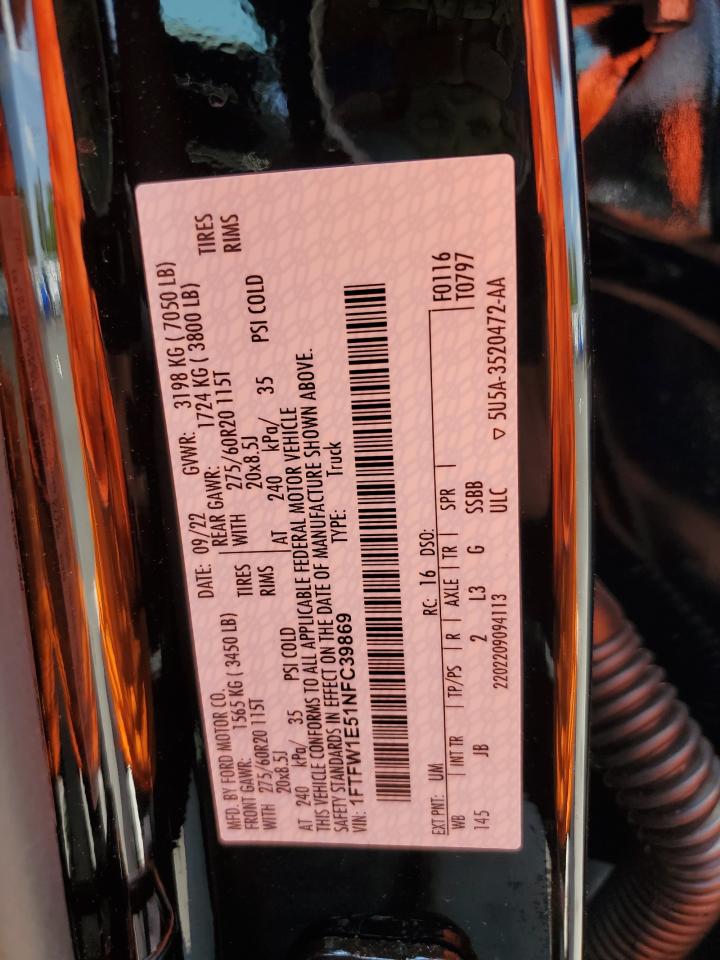 MFD. BY FORD MOTOR CO.
DATE: 09/22 GVWR: 3198 KG ( 7050 LB)
FRONT GAWR: 1565 KG ( 3450 LB) REAR GAWR: 1724 KG ( 3800 LB)
WITH 275/60R20 115T TIRES WITH 275/60R20 115T TIRES
20x8.5J RIMS 20x8.5J RIMS
AT 240 kPa/ 35 PSI COLD AT 240 kPa/ 35 PSI COLD
THIS VEHICLE CONFORMS TO ALL APPLICABLE FEDERAL MOTOR VEHICLE
SAFETY STANDARDS IN EFFECT ON THE DATE OF MANUFACTURE SHOWN ABOVE.
VIN: 1FTFW1E51NFC39869 TYPE: Truck
EXT PNT: UM RC: 16 DSO: F0116
WB INT TR TP/PS R AXLE TR SPR T0797
145 JB 2 L3 G SSBB
2202209094113 ULC ▽ 5U5A-3520472-AA